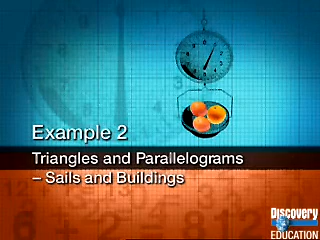 Example 2
Triangles and Parallelograms
– Sails and Buildings
Discovery
EDUCATION